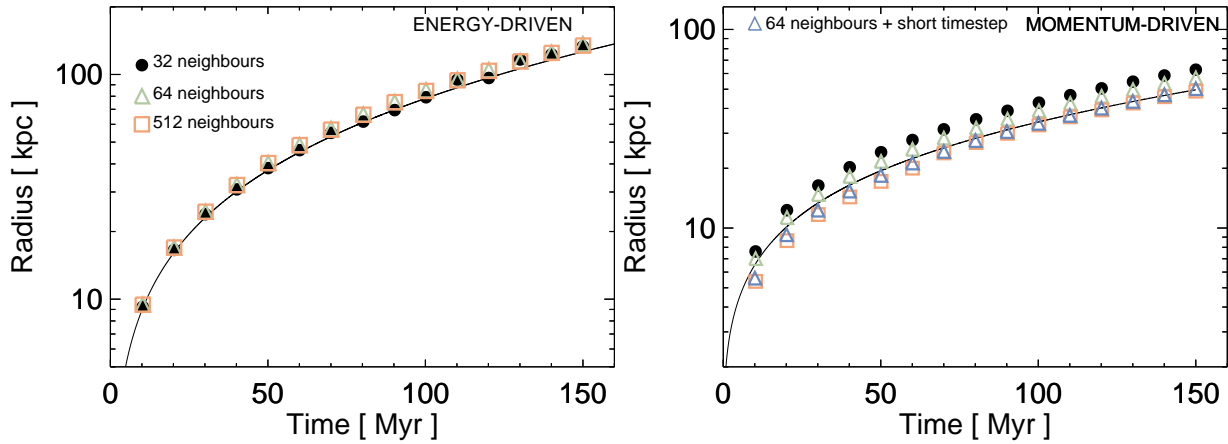 ENERGY-DRIVEN
32 neighbours
64 neighbours
512 neighbours
100
10
Radius [ kpc ]
0 50 100 150
Time [ Myr ]
64 neighbours + short timestep MOMENTUM-DRIVEN
100
10
Radius [ kpc ]
0 50 100 150
Time [ Myr ]